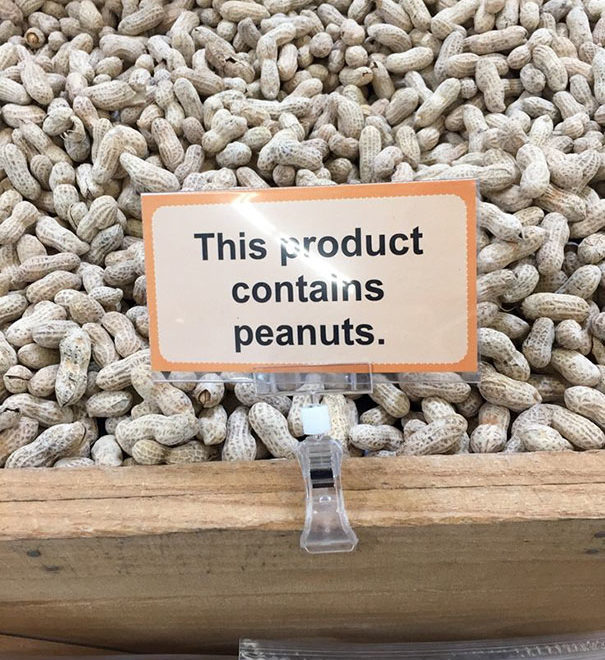 This product
contains
peanuts.